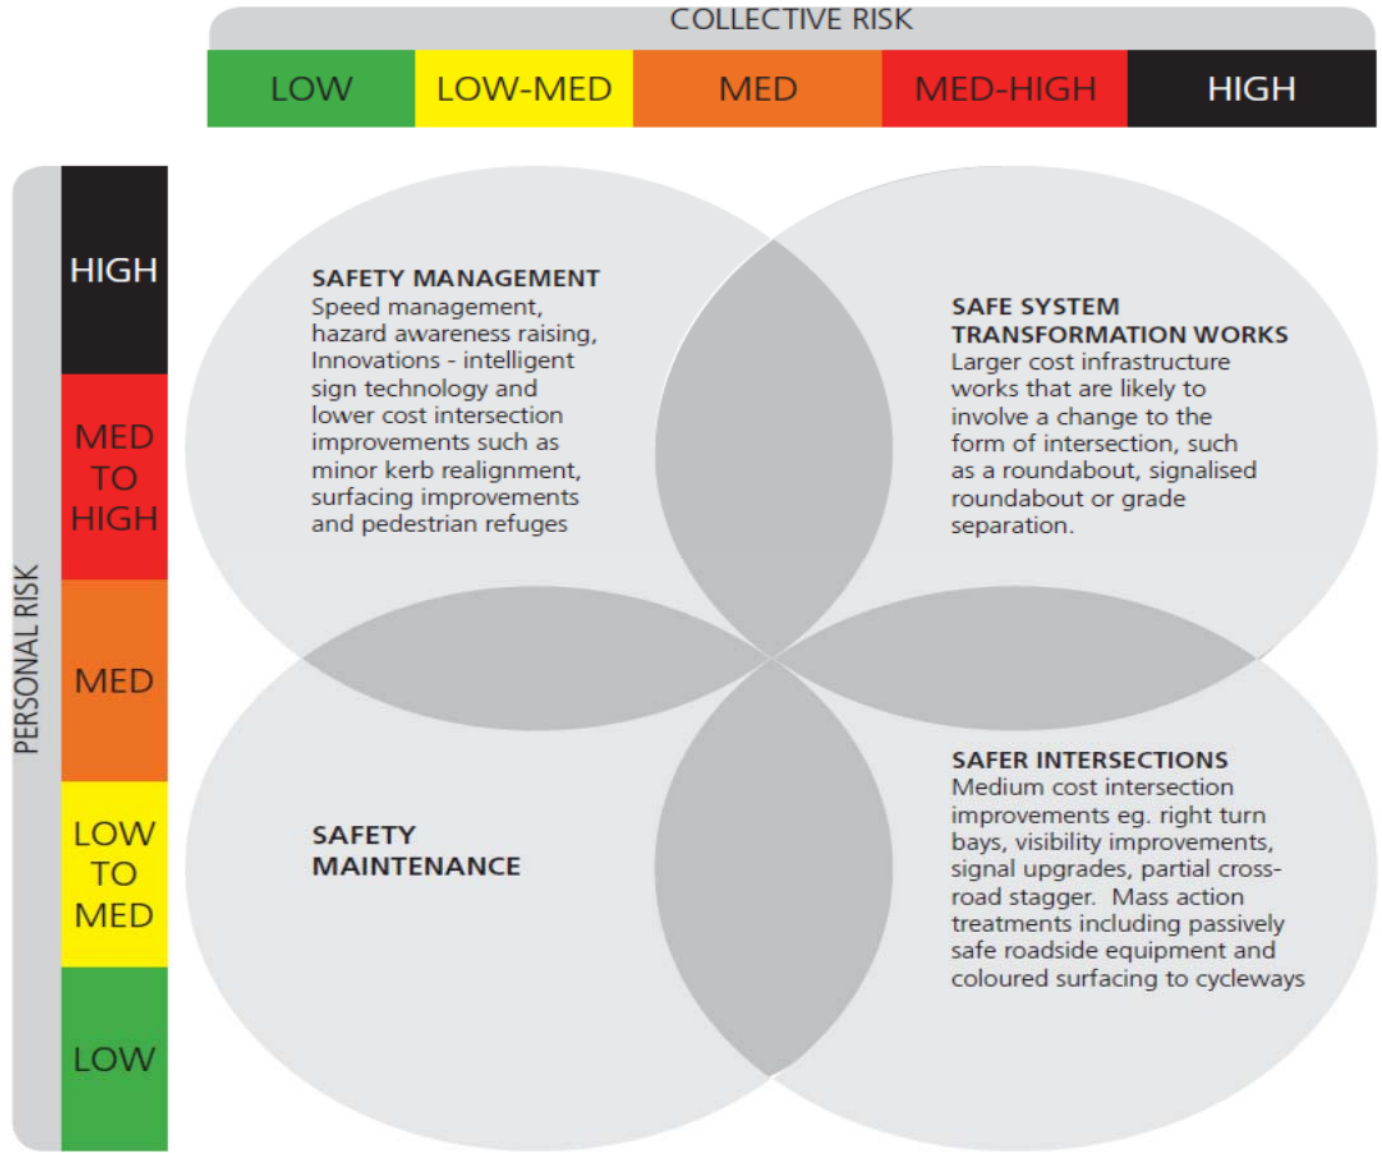 COLLECTIVE RISK
LOW
LOW-MED
MED
MED-HIGH
HIGH
PERSONAL RISK
HIGH
MED
TO
HIGH
MED
LOW
TO
MED
LOW
SAFETY MANAGEMENT
Speed management,
hazard awareness raising,
Innovations - intelligent
sign technology and
lower cost intersection
improvements such as
minor kerb realignment,
surfacing improvements
and pedestrian refuges
SAFE SYSTEM
TRANSFORMATION WORKS
Larger cost infrastructure
works that are likely to
involve a change to the
form of intersection, such
as a roundabout, signalised
roundabout or grade
separation.
SAFETY
MAINTENANCE
SAFER INTERSECTIONS
Medium cost intersection
improvements eg. right turn
bays, visibility improvements,
signal upgrades, partial cross-
road stagger. Mass action
treatments including passively
safe roadside equipment and
coloured surfacing to cycleways